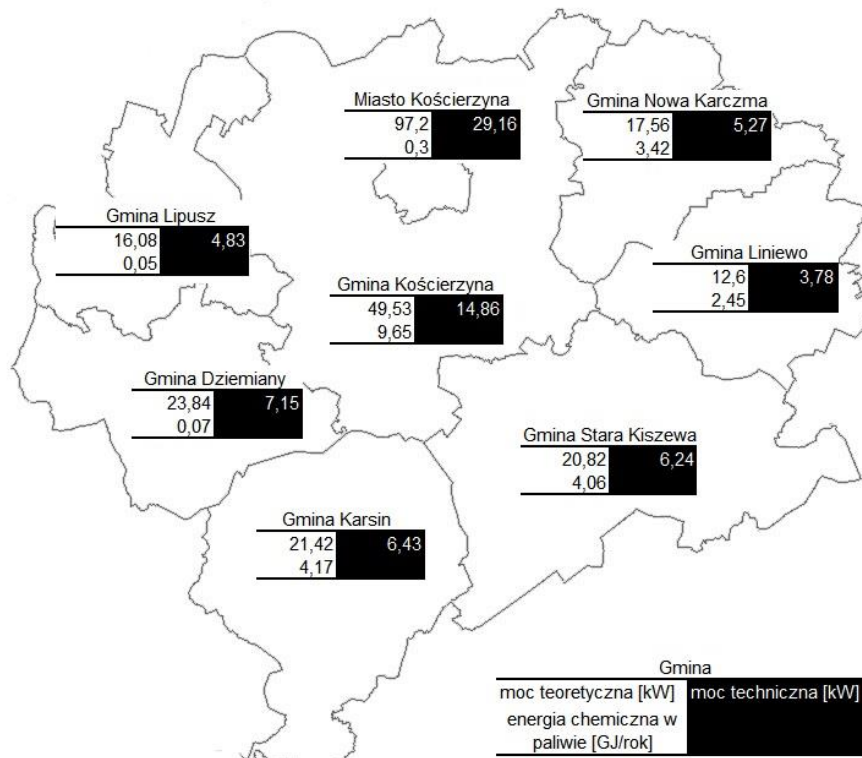 Miasto Kościerzyna
97,2 29,16
0,3
Gmina Nowa Karczma
17,56 5,27
3,42
Gmina Lipusz
16,08 4,83
0,05
Gmina Liniewo
12,6 3,78
2,45
Gmina Kościerzyna
49,53 14,86
9,65
Gmina Dziemiany
23,84 7,15
0,07
Gmina Stara Kiszewa
20,82 6,24
4,06
Gmina Karsin
21,42 6,43
4,17
Gmina
moc teoretyczna [kW] moc techniczna [kW]
energia chemiczna w
paliwie [GJ/rok]